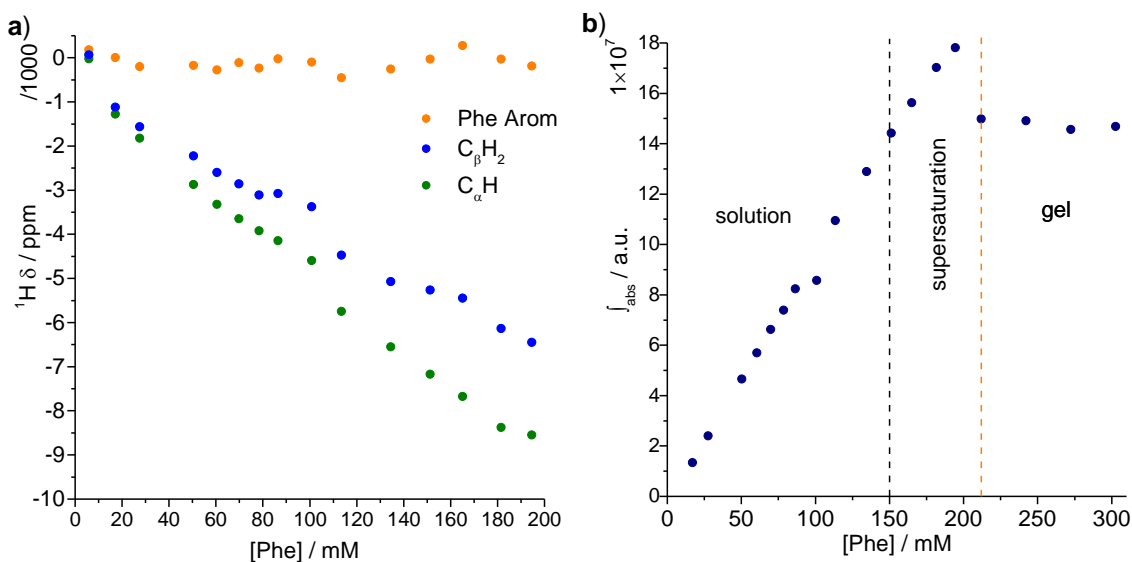 a)
/1000
0
-1
-2
-3
-4
-5
-6
-7
-8
-9
-10
¹H δ / ppm
Phe Arom
CᵦH₂
CαH
0 20 40 60 80 100 120 140 160 180 200
[Phe] / mM
b)
1×10⁷
18
16
14
12
10
8
6
4
2
0
∫abs / a.u.
solution
supersaturation
gel
0 50 100 150 200 250 300
[Phe] / mM